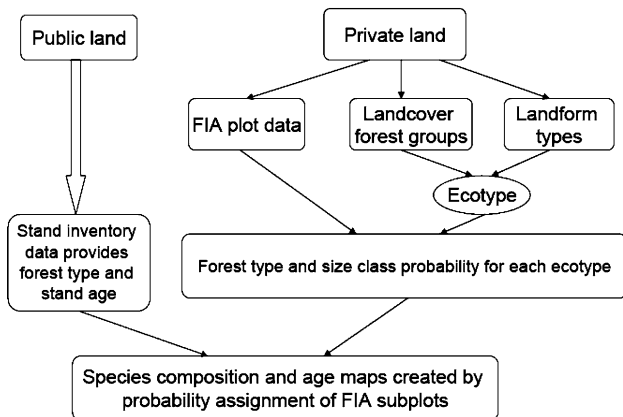 Public land
Private land
FIA plot data
Landcover
forest groups
Landform
types
Ecotype
Stand inventory
data provides
forest type and
stand age
Forest type and size class probability for each ecotype
Species composition and age maps created by
probability assignment of FIA subplots